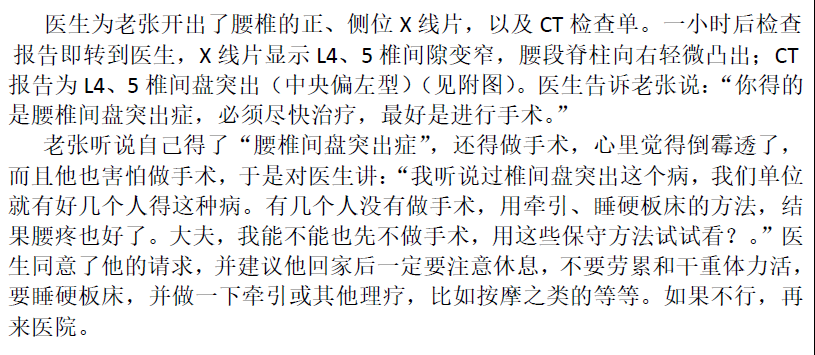 医生为老张开出了腰椎的正、侧位 X 线片，以及 CT 检查单。一小时后检查
报告即转到医生，X 线片显示 L4、5 椎间隙变窄，腰段脊柱向右轻微凸出；CT
报告为 L4、5 椎间盘突出（中央偏左型）（见附图）。医生告诉老张说：“你得的
是腰椎间盘突出症，必须尽快治疗，最好是进行手术。”
老张听说自己得了“腰椎间盘突出症”，还得做手术，心里觉得倒霉透了，
而且他也害怕做手术，于是对医生讲：“我听说过椎间盘突出这个病，我们单位
就有好几个人得这种病。有几个人没有做手术，用牵引、睡硬板床的方法，结
果腰疼也好了。大夫，我能不能也先不做手术，用这些保守方法试试看？。”医
生同意了他的请求，并建议他回家后一定要注意休息，不要劳累和干重体力活，
要睡硬板床，并做一下牵引或其他理疗，比如按摩之类的等等。如果不行，再
来医院。